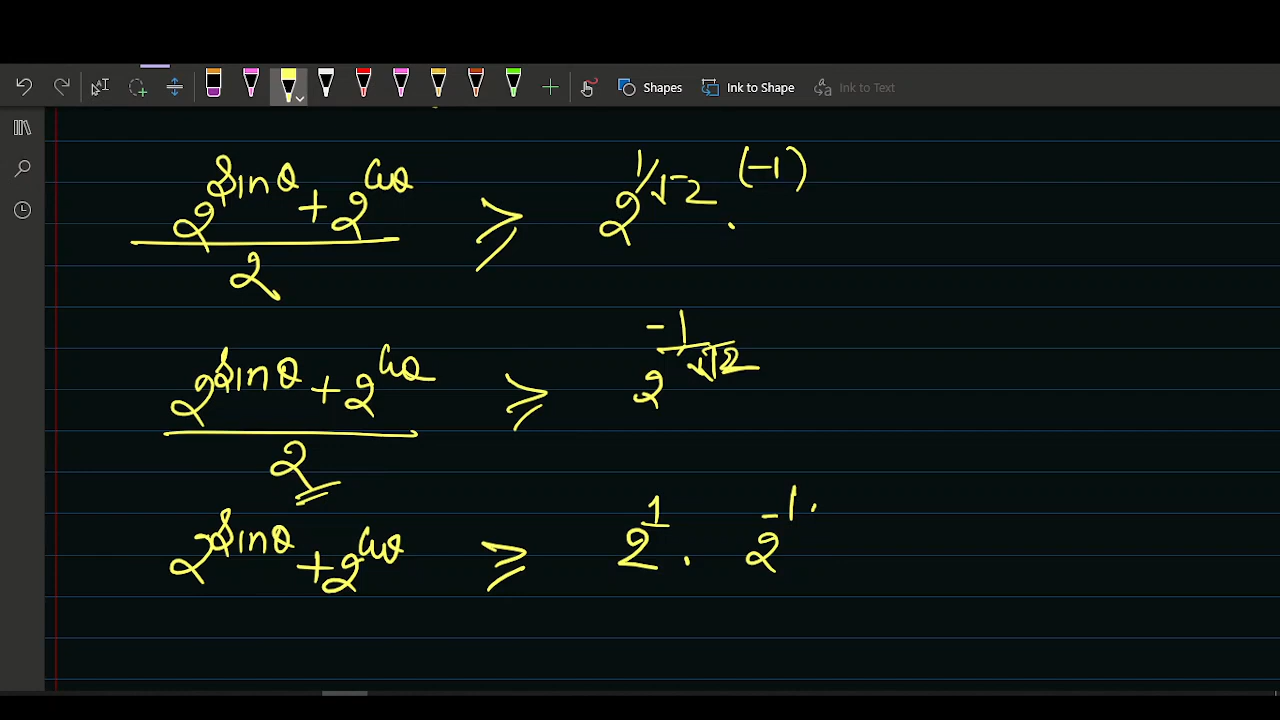 Shapes Ink to Shape Ink to Text
(2^sinθ + 2^cosθ)/2 ≥ 2^(1/√2) · (-1)
(2^sinθ + 2^cosθ)/2 ≥ 2^(-1/√2)
2^sinθ + 2^cosθ ≥ 2^1 · 2^-1